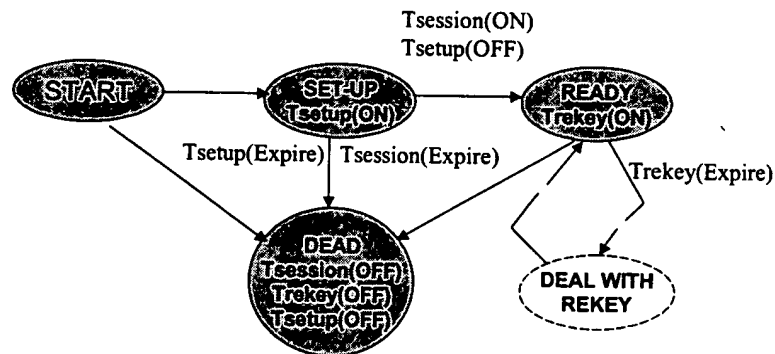 Tsession(ON)
Tsetup(OFF)
START
SET-UP
Tsetup(ON)
READY
Trekey(ON)
Tsetup(Expire)
Tsession(Expire)
Trekey(Expire)
DEAD
Tsession(OFF)
Trekey(OFF)
Tsetup(OFF)
DEAL WITH
REKEY